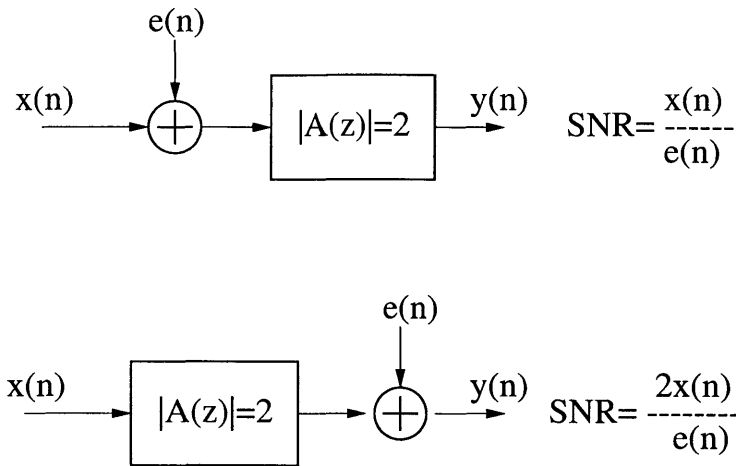 e(n)
x(n)
|A(z)|=2
y(n)
SNR= x(n)
------
e(n)
e(n)
x(n)
|A(z)|=2
y(n)
SNR= 2x(n)
--------
e(n)